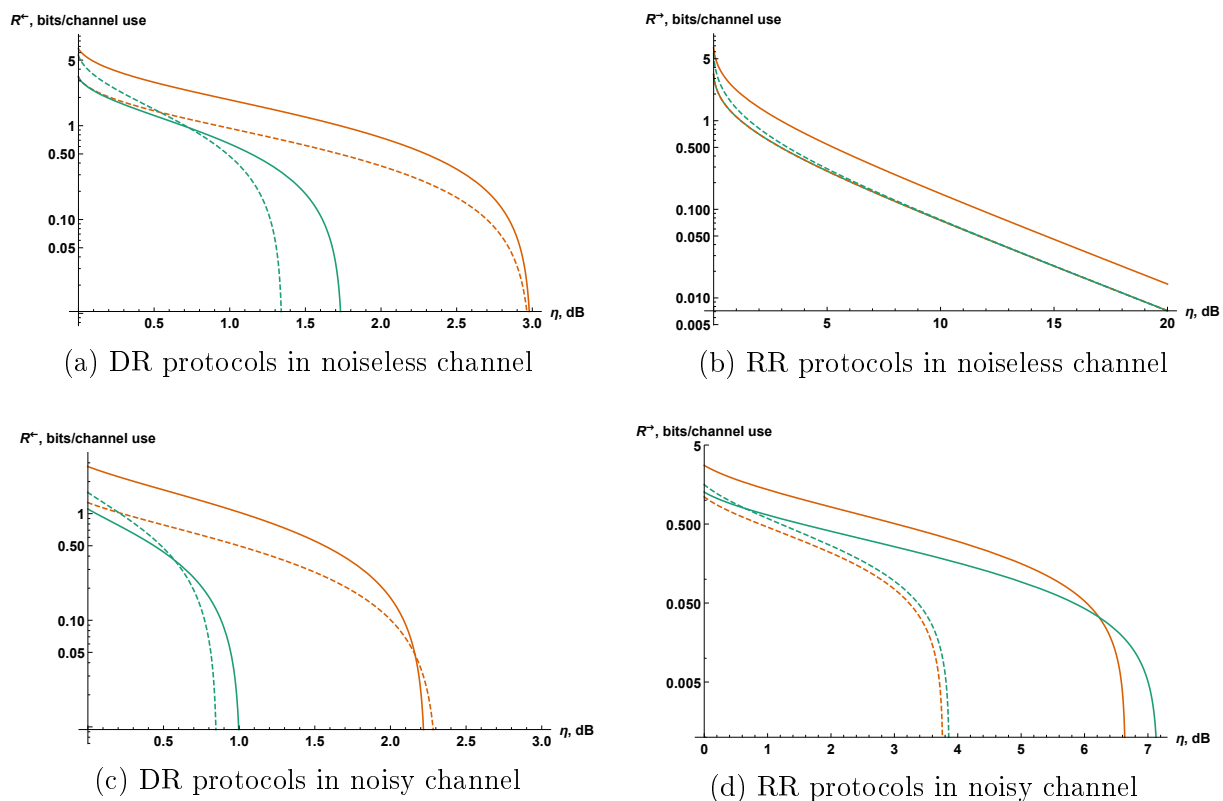 R←, bits/channel use
5
1
0.50
0.10
0.05
0.5 1.0 1.5 2.0 2.5 3.0
η, dB
(a) DR protocols in noiseless channel
R→, bits/channel use
5
1
0.500
0.100
0.050
0.010
0.005
5 10 15 20
η, dB
(b) RR protocols in noiseless channel
R←, bits/channel use
1
0.50
0.10
0.05
0.5 1.0 1.5 2.0 2.5 3.0
η, dB
(c) DR protocols in noisy channel
R→, bits/channel use
5
0.500
0.050
0.005
0 1 2 3 4 5 6 7
η, dB
(d) RR protocols in noisy channel